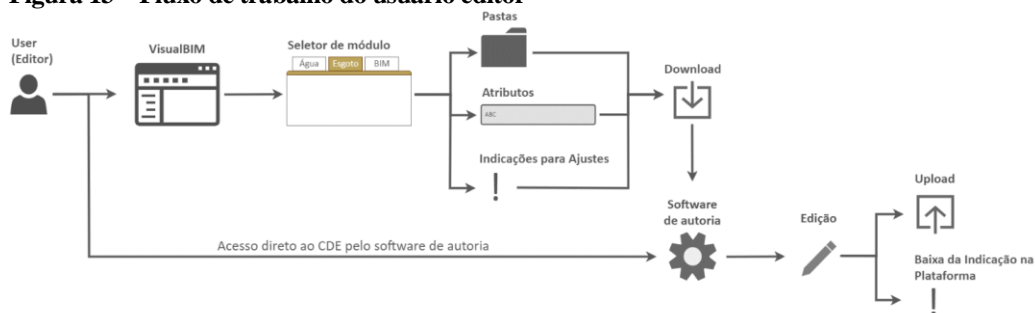 Figura 15 – Fluxo de trabalho do usuário editor
User
(Editor)
VisualBIM
Seletor de módulo
Água Esgoto BIM
Pastas
Atributos
ABC
Indicações para Ajustes
Download
Software
de autoria
Acesso direto ao CDE pelo software de autoria
Edição
Upload
Baixa da Indicação na
Plataforma